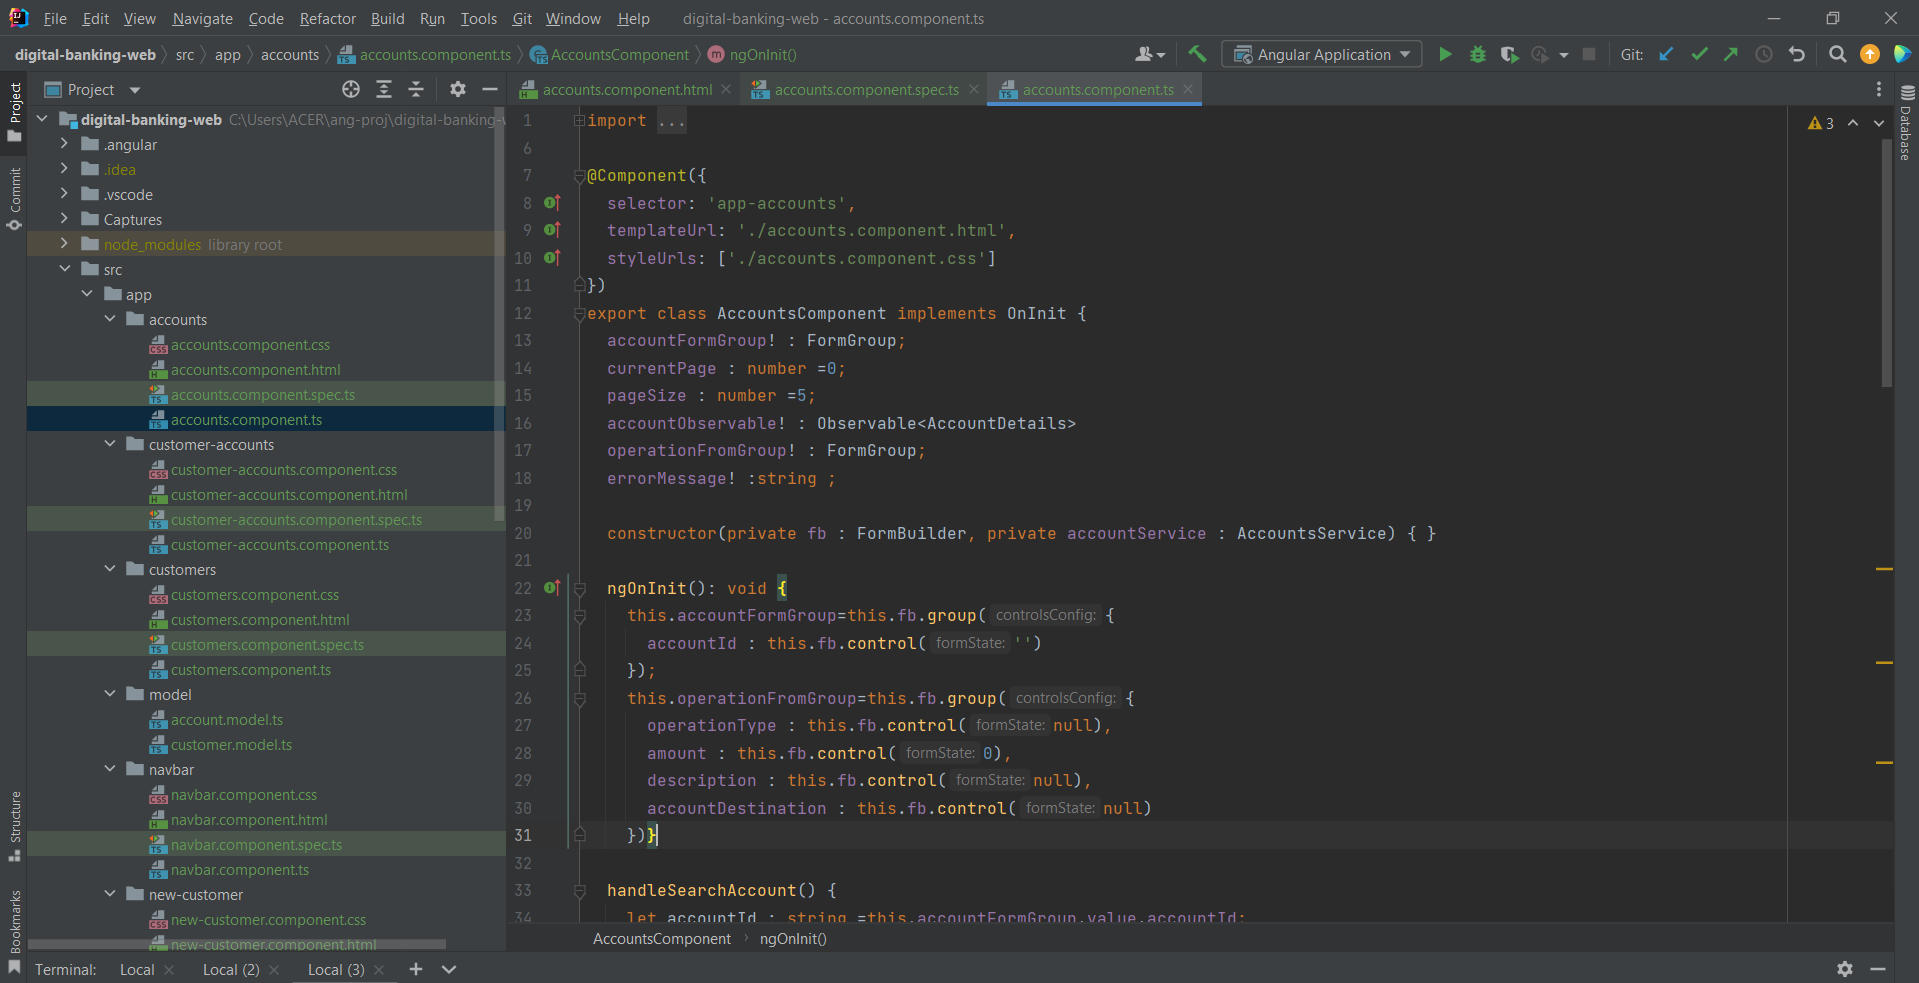 File Edit View Navigate Code Refactor Build Run Tools Git Window Help digital-banking-web - accounts.component.ts
digital-banking-web src app accounts accounts.component.ts AccountsComponent ngOnInit() Angular Application Git:
Project
Commit
Structure
Bookmarks
Project
digital-banking-web C:\Users\ACER\ang-proj\digital-banking-
.angular
.idea
.vscode
Captures
node_modules library root
src
app
accounts
accounts.component.css
accounts.component.html
accounts.component.spec.ts
accounts.component.ts
customer-accounts
customer-accounts.component.css
customer-accounts.component.html
customer-accounts.component.spec.ts
customer-accounts.component.ts
customers
customers.component.css
customers.component.html
customers.component.spec.ts
customers.component.ts
model
account.model.ts
customer.model.ts
navbar
navbar.component.css
navbar.component.html
navbar.component.spec.ts
navbar.component.ts
new-customer
new-customer.component.css
new-customer.component.html
accounts.component.html accounts.component.spec.ts accounts.component.ts
3
1 import ...
6
7 @Component({
8 selector: 'app-accounts',
9 templateUrl: './accounts.component.html',
10 styleUrls: ['./accounts.component.css']
11 })
12 export class AccountsComponent implements OnInit {
13 accountFormGroup! : FormGroup;
14 currentPage : number =0;
15 pageSize : number =5;
16 accountObservable! : Observable<AccountDetails>
17 operationFromGroup! : FormGroup;
18 errorMessage! :string ;
19
20 constructor(private fb : FormBuilder, private accountService : AccountsService) { }
21
22 ngOnInit(): void {
23 this.accountFormGroup=this.fb.group( controlsConfig: {
24 accountId : this.fb.control( formState: '')
25 });
26 this.operationFromGroup=this.fb.group( controlsConfig: {
27 operationType : this.fb.control( formState: null),
28 amount : this.fb.control( formState: 0),
29 description : this.fb.control( formState: null),
30 accountDestination : this.fb.control( formState: null)
31 })}
32
33 handleSearchAccount() {
34 let accountId : string =this.accountFormGroup.value.accountId;
AccountsComponent ngOnInit()
Database
Terminal: Local Local (2) Local (3)